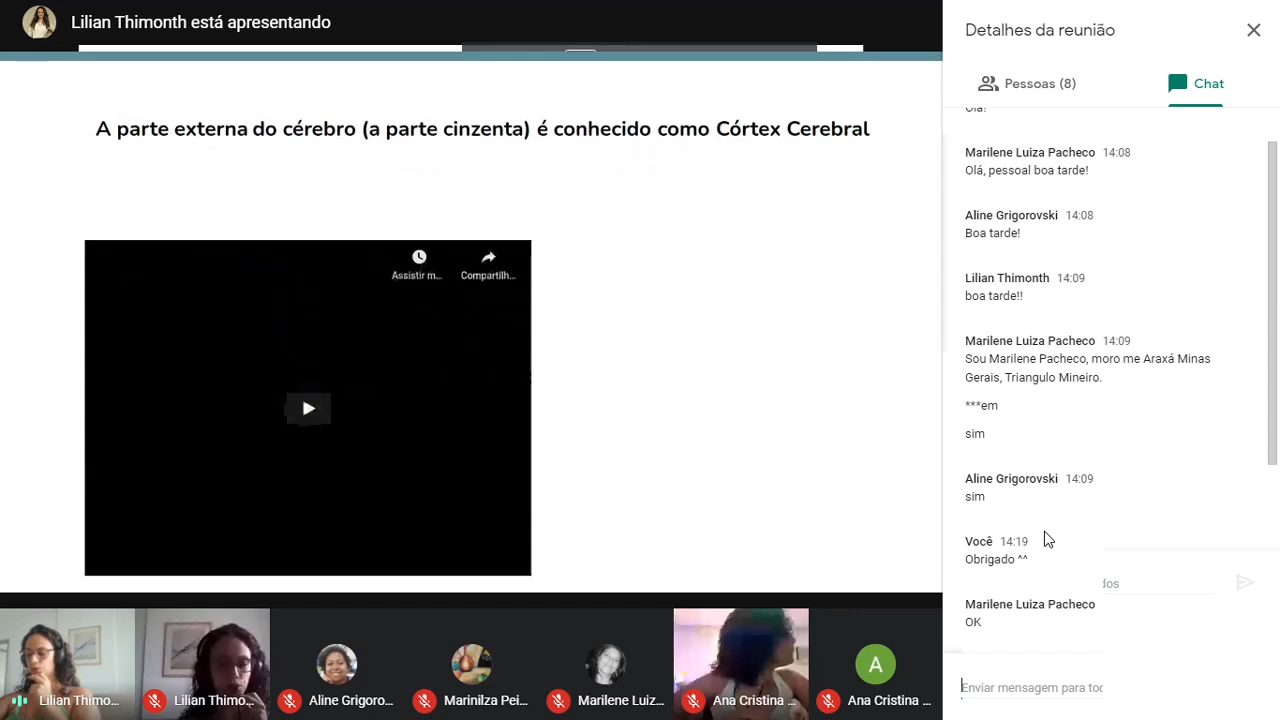 Lilian Thimonth está apresentando
A parte externa do cérebro (a parte cinzenta) é conhecido como Córtex Cerebral
Assistir m...
Compartilh...
Lilian Thimo...
Lilian Thimo...
Aline Grigoro...
Marinilza Pei...
Marilene Luiz...
Ana Cristina ...
A
Ana Cristina ...
Detalhes da reunião
Pessoas (8)
Chat
Olá!
Marilene Luiza Pacheco 14:08
Olá, pessoal boa tarde!
Aline Grigorovski 14:08
Boa tarde!
Lilian Thimonth 14:09
boa tarde!!
Marilene Luiza Pacheco 14:09
Sou Marilene Pacheco, moro me Araxá Minas
Gerais, Triangulo Mineiro.
***em
sim
Aline Grigorovski 14:09
sim
Você 14:19
Obrigado ^^
Marilene Luiza Pacheco
OK
Enviar mensagem para